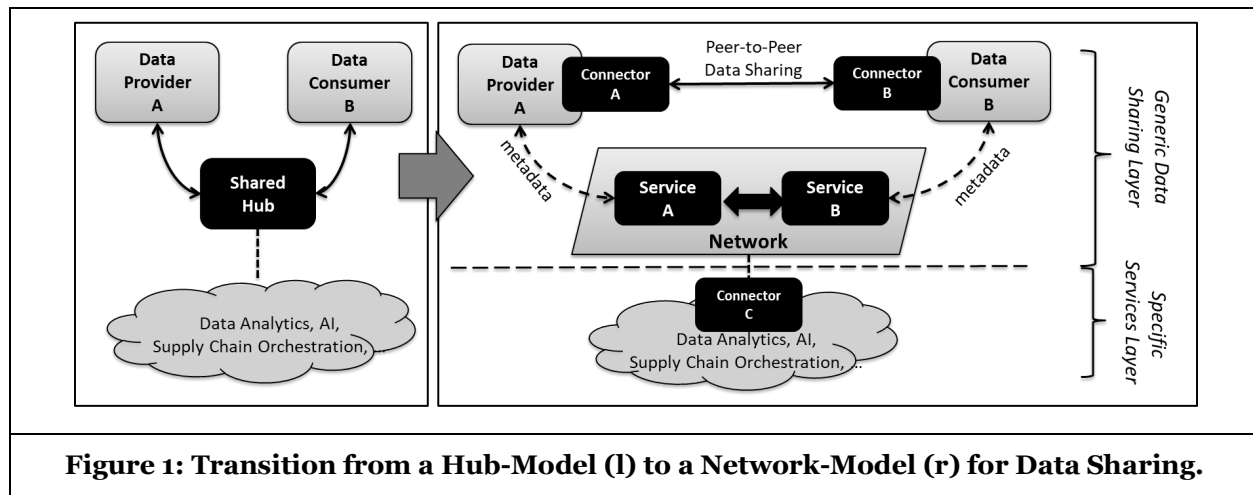 Data
Provider
A
Data
Consumer
B
Shared
Hub
Data Analytics, AI,
Supply Chain Orchestration, ...
Data
Provider
A
Connector
A
Peer-to-Peer
Data Sharing
Connector
B
Data
Consumer
B
metadata
metadata
Service
A
Service
B
Network
Connector
C
Data Analytics, AI,
Supply Chain Orchestration, ...
Generic Data
Sharing Layer
Specific
Services Layer
Figure 1: Transition from a Hub-Model (l) to a Network-Model (r) for Data Sharing.